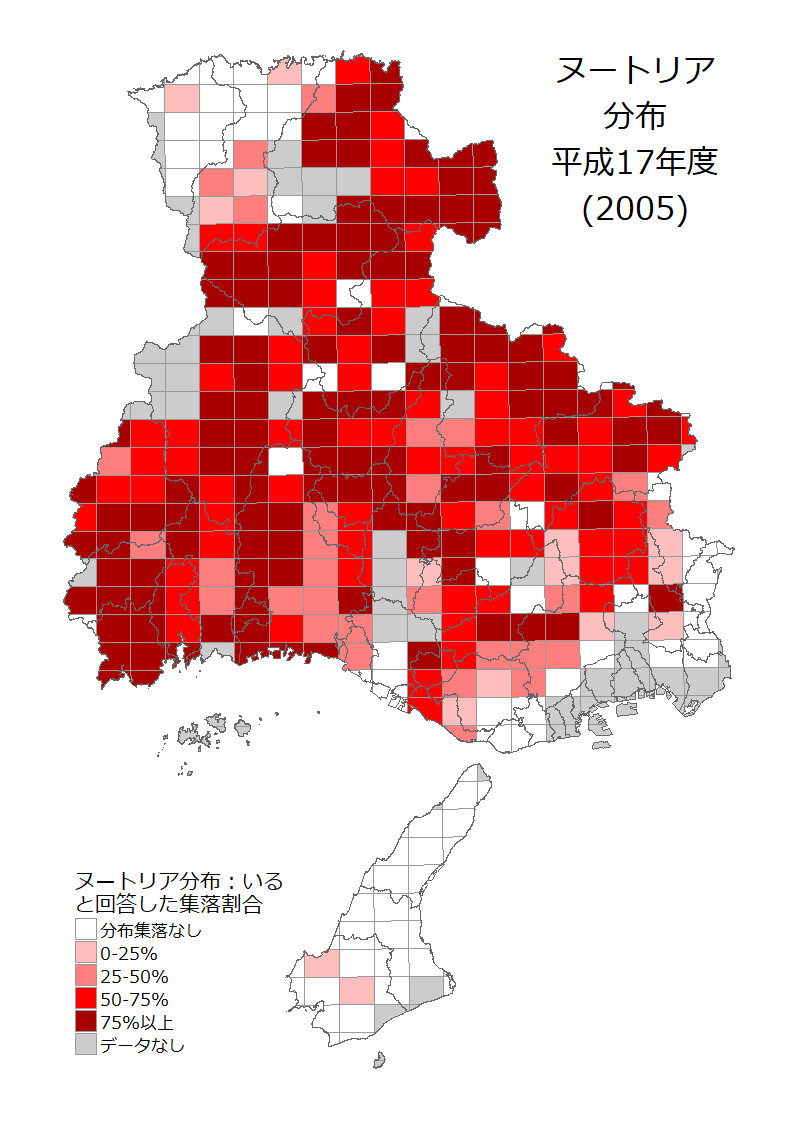 ヌートリア
分布
平成17年度
(2005)
ヌートリア分布：いる
と回答した集落割合
分布集落なし
0-25%
25-50%
50-75%
75%以上
データなし